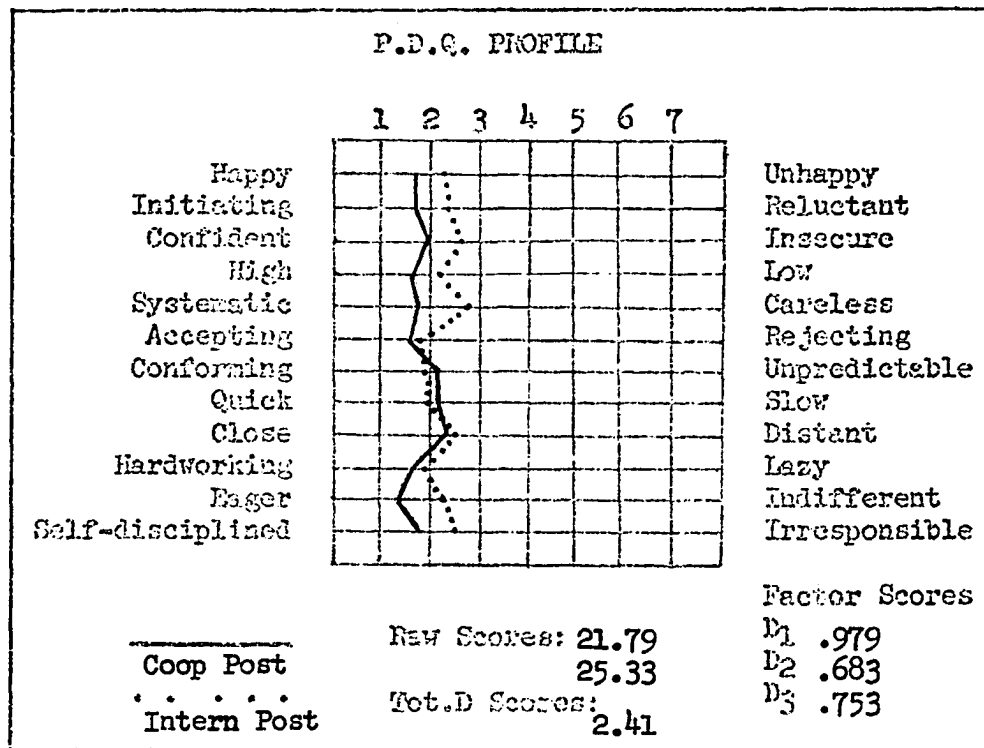 P.D.Q. PROFILE
1 2 3 4 5 6 7
Happy Unhappy
Initiating Reluctant
Confident Insecure
High Low
Systematic Careless
Accepting Rejecting
Conforming Unpredictable
Quick Slow
Close Distant
Hardworking Lazy
Eager Indifferent
Self-disciplined Irresponsible
Factor Scores
Coop Post Raw Scores: 21.79 D1 .979
25.33 D2 .683
Intern Post Tot.D Scores: 2.41 D3 .753